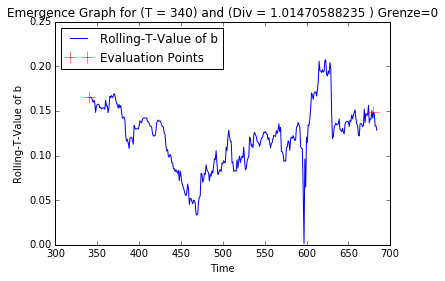 Emergence Graph for (T = 340) and (Div = 1.01470588235 ) Grenze=0
Rolling-T-Value of b
Evaluation Points
Rolling-T-Value of b
0.25
0.20
0.15
0.10
0.05
0.00
300 350 400 450 500 550 600 650 700
Time